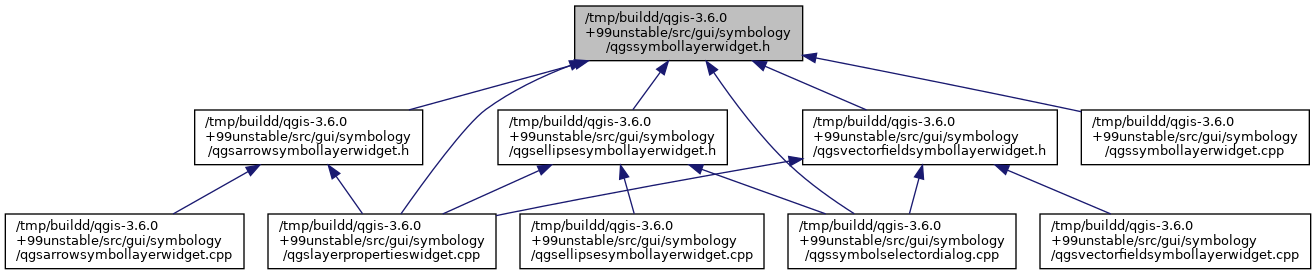 /tmp/buildd/qgis-3.6.0
+99unstable/src/gui/symbology
/qgssymbollayerwidget.h
/tmp/buildd/qgis-3.6.0
+99unstable/src/gui/symbology
/qgsarrowsymbollayerwidget.h
/tmp/buildd/qgis-3.6.0
+99unstable/src/gui/symbology
/qgsellipsesymbollayerwidget.h
/tmp/buildd/qgis-3.6.0
+99unstable/src/gui/symbology
/qgsvectorfieldsymbollayerwidget.h
/tmp/buildd/qgis-3.6.0
+99unstable/src/gui/symbology
/qgssymbollayerwidget.cpp
/tmp/buildd/qgis-3.6.0
+99unstable/src/gui/symbology
/qgsarrowsymbollayerwidget.cpp
/tmp/buildd/qgis-3.6.0
+99unstable/src/gui/symbology
/qgslayerpropertieswidget.cpp
/tmp/buildd/qgis-3.6.0
+99unstable/src/gui/symbology
/qgsellipsesymbollayerwidget.cpp
/tmp/buildd/qgis-3.6.0
+99unstable/src/gui/symbology
/qgssymbolselectordialog.cpp
/tmp/buildd/qgis-3.6.0
+99unstable/src/gui/symbology
/qgsvectorfieldsymbollayerwidget.cpp